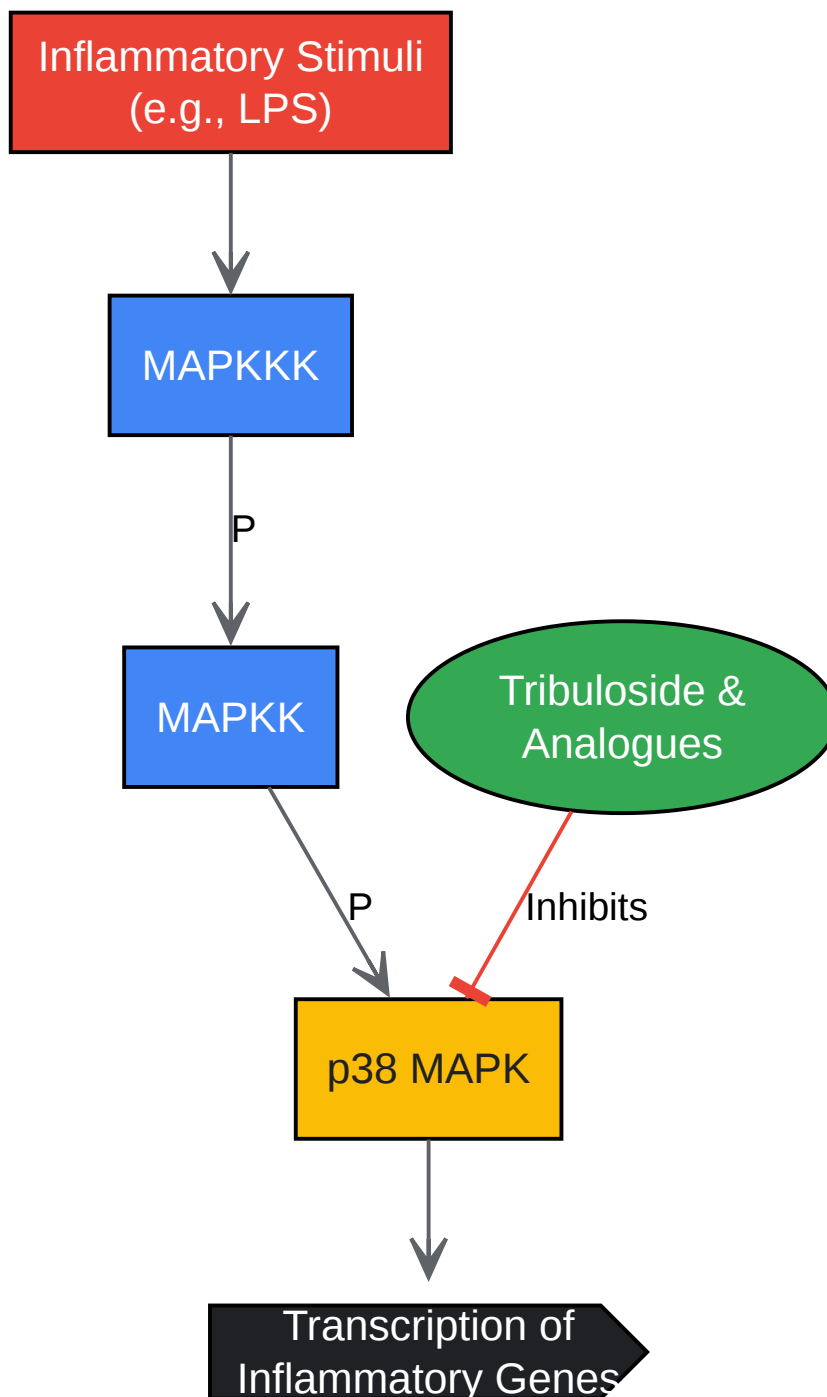 Inflammatory Stimuli
(e.g., LPS)
MAPKKK
P
MAPKK
Tribuloside &
Analogues
P
Inhibits
p38 MAPK
Transcription of
Inflammatory Genes